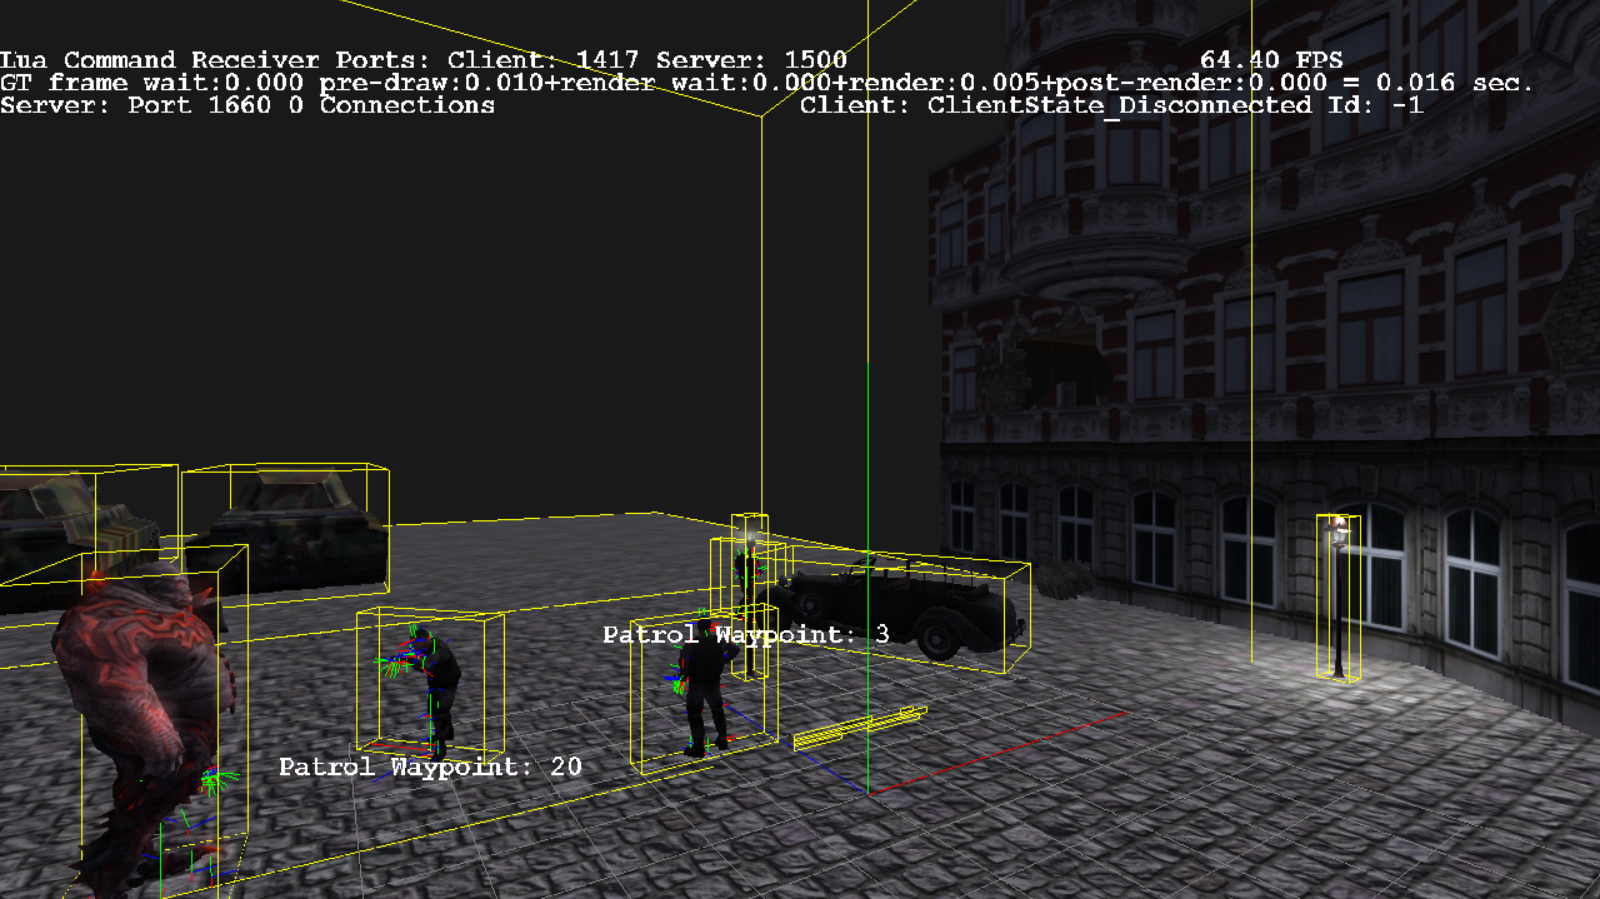 Lua Command Receiver Ports: Client: 1417 Server: 1500 64.40 FPS
GT frame wait:0.000 pre-draw:0.010+render wait:0.000+render:0.005+post-render:0.000 = 0.016 sec.
Server: Port 1660 0 Connections Client: ClientState_Disconnected Id: -1
Patrol Waypoint: 3
Patrol Waypoint: 20